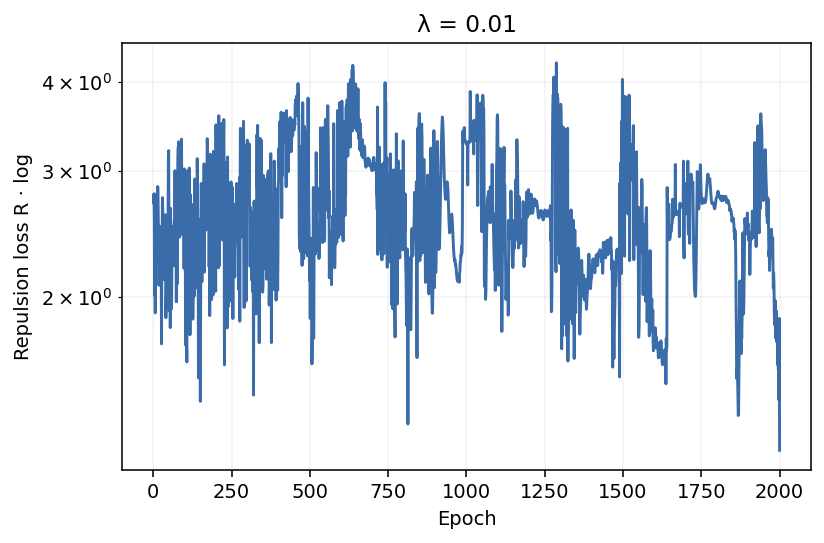 λ = 0.01
Repulsion loss R · log
4 × 10⁰
3 × 10⁰
2 × 10⁰
0 250 500 750 1000 1250 1500 1750 2000
Epoch